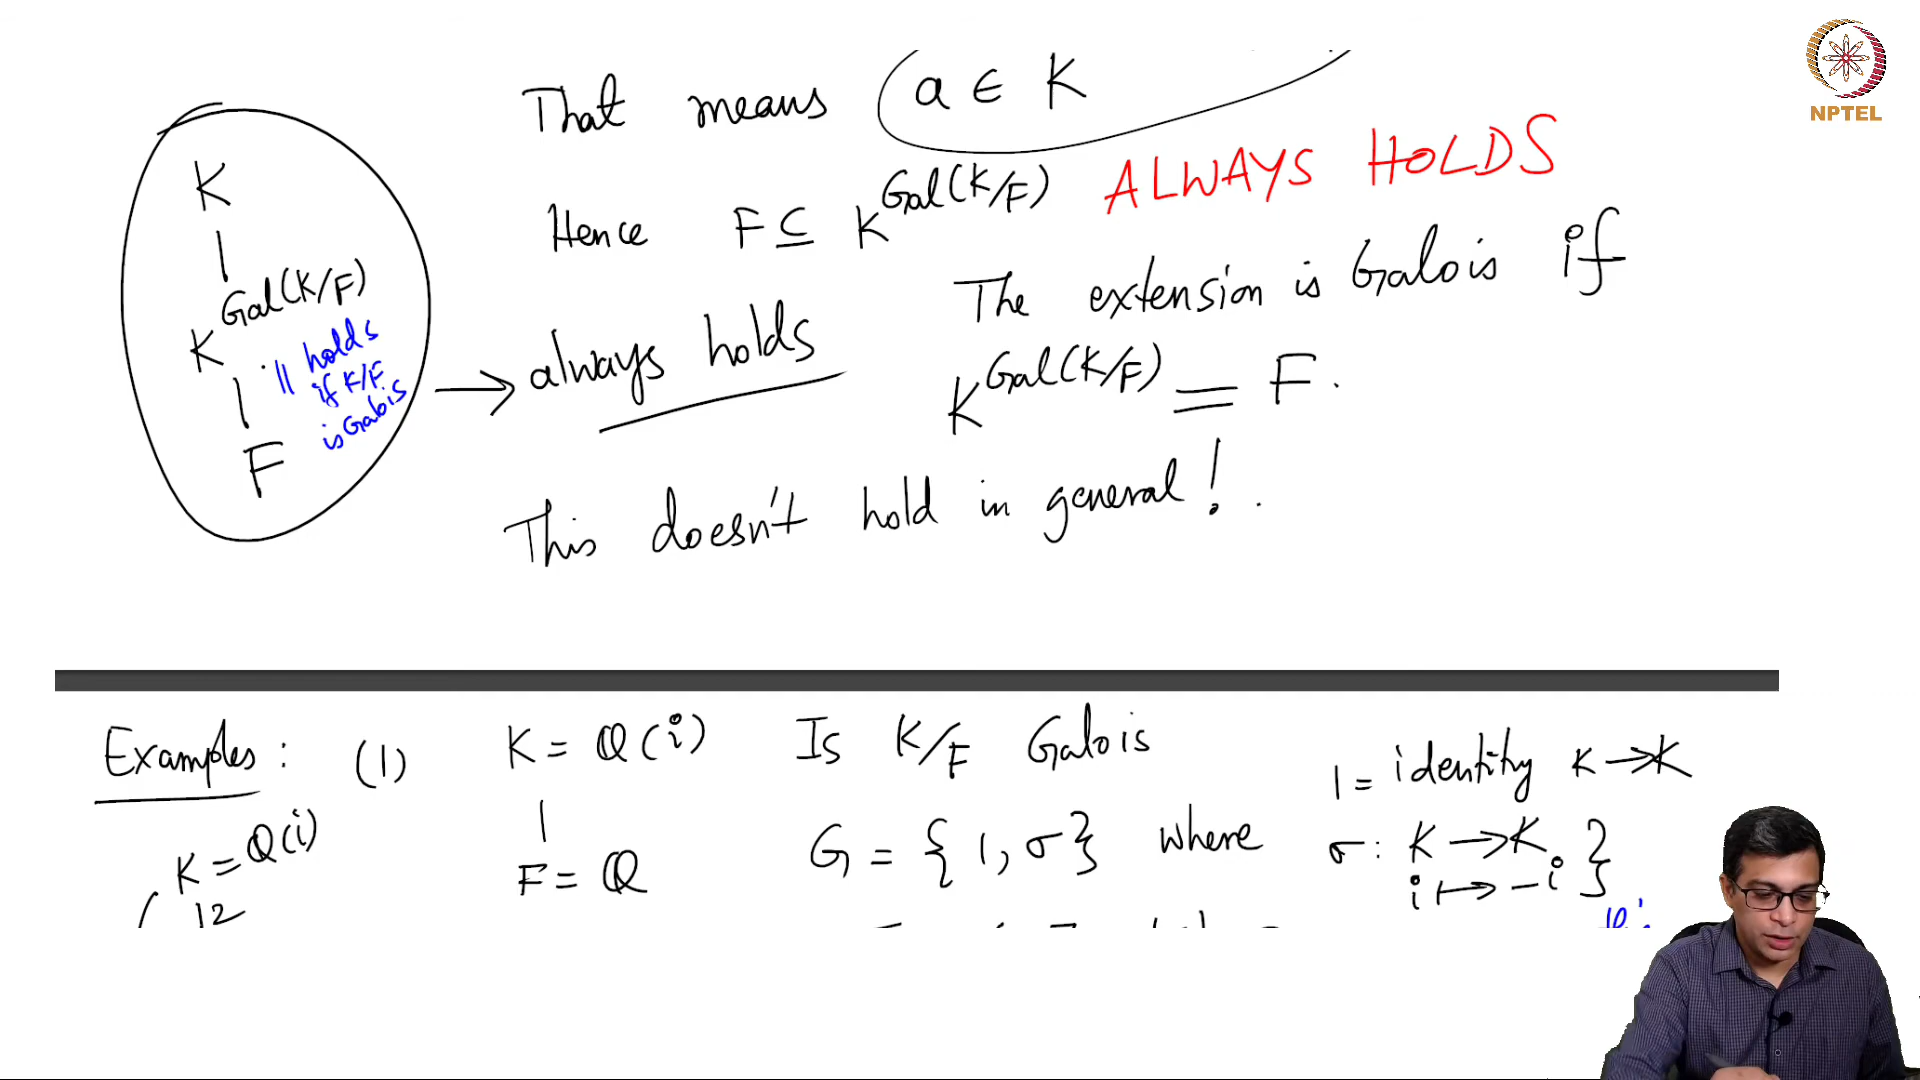 That means a ∈ K
Hence F ⊆ K^Gal(K/F) ALWAYS HOLDS
K
|
K^Gal(K/F)
|
F
|| holds
if K/F
is Galois
→ always holds
The extension is Galois if
K^Gal(K/F) = F.
This doesn't hold in general!.
Examples: (1) K = ℚ(i) Is K/F Galois
|
F = ℚ
K = ℚ(i)
12
G = {1, σ} where
1 = identity K → K
σ: K → K
i ↦ -i }
NPTEL